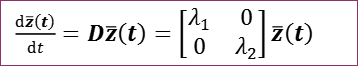 dz̅(t)/dt = Dz̅(t) = [λ₁ 0; 0 λ₂] z̅(t)